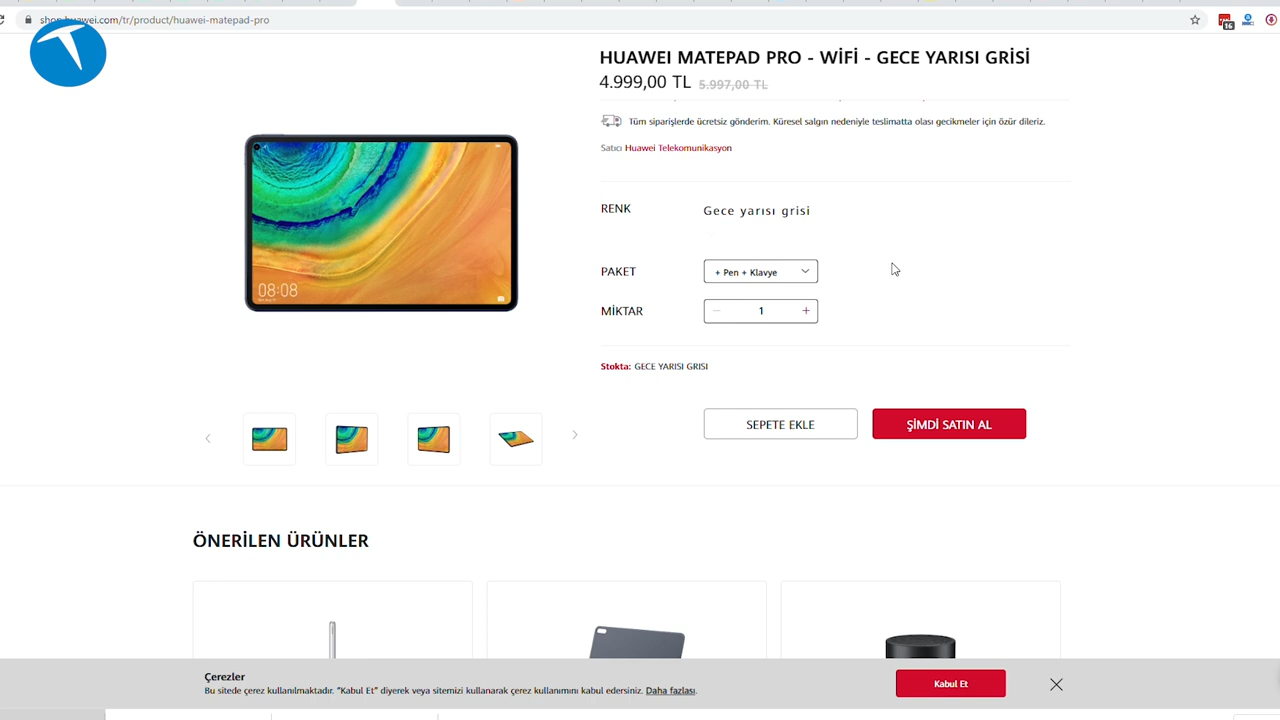 shop.huawei.com/tr/product/huawei-matepad-pro
16
HUAWEI MATEPAD PRO - WİFİ - GECE YARISI GRİSİ
4.999,00 TL 5.997,00 TL
Tüm siparişlerde ücretsiz gönderim. Küresel salgın nedeniyle teslimatta olası gecikmeler için özür dileriz.
Satıcı Huawei Telekomunikasyon
RENK Gece yarısı grisi
PAKET + Pen + Klavye
MİKTAR 1
08:08
Stokta: GECE YARISI GRISI
SEPETE EKLE ŞİMDİ SATIN AL
ÖNERİLEN ÜRÜNLER
Çerezler
Bu sitede çerez kullanılmaktadır. "Kabul Et" diyerek veya sitemizi kullanarak çerez kullanımını kabul edersiniz. Daha fazlası.
Kabul Et